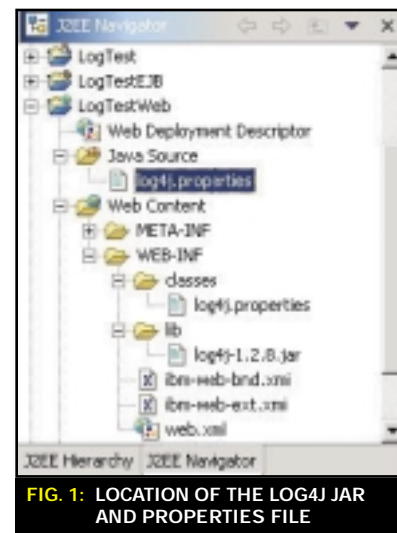 J2EE Navigator
LogTest
LogTestEJB
LogTestWeb
Web Deployment Descriptor
Java Source
log4j.properties
Web Content
META-INF
WEB-INF
classes
log4j.properties
lib
log4j-1.2.8.jar
ibm-web-bnd.xmi
ibm-web-ext.xmi
web.xml
J2EE Hierarchy J2EE Navigator
FIG. 1: LOCATION OF THE LOG4J JAR
AND PROPERTIES FILE